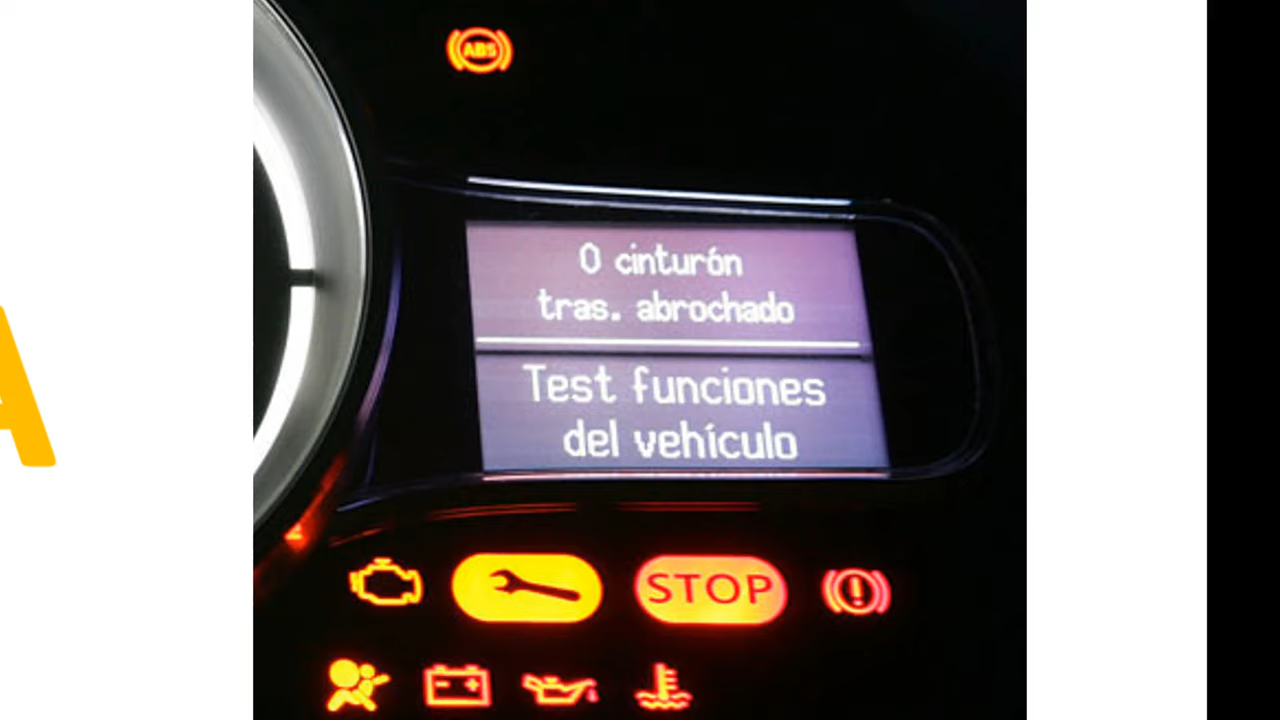 A
ABS
0 cinturón
tras. abrochado
Test funciones
del vehículo
STOP